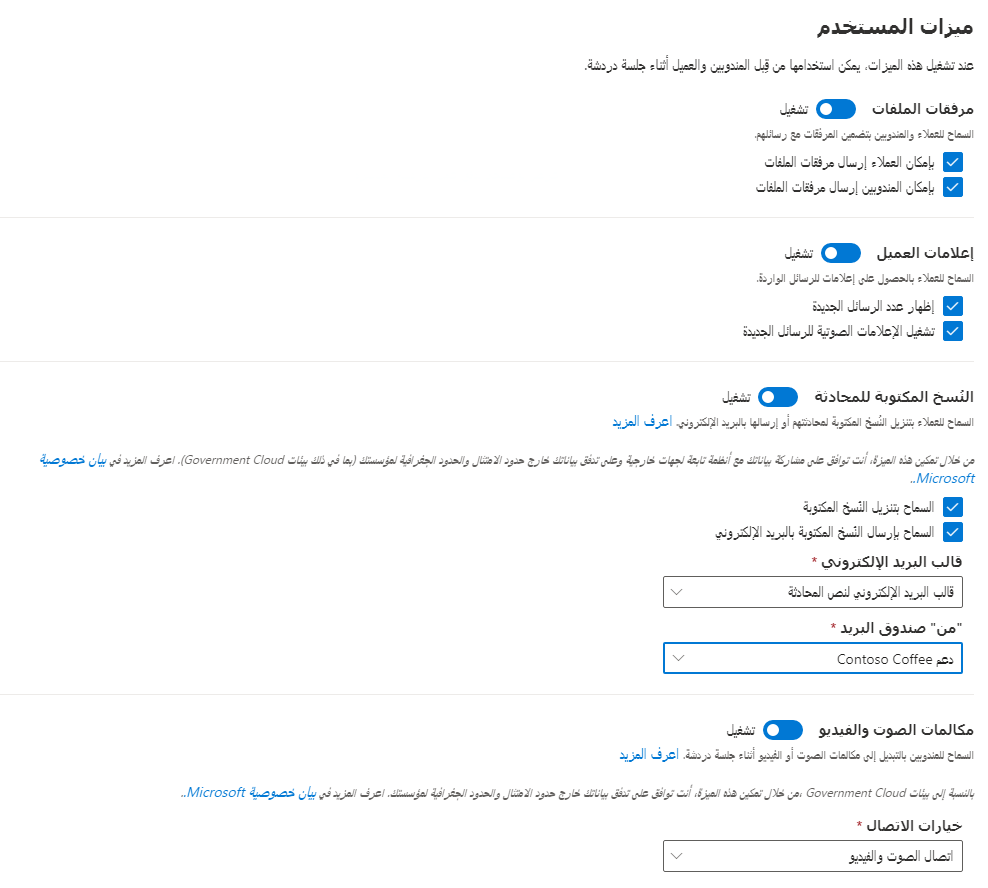 ميزات المستخدم
عند تشغيل هذه الميزات، يمكن استخدامها من قِبل المندوبين والعميل أثناء جلسة دردشة.
مرفقات الملفات تشغيل
السماح للعملاء والمندوبين بتضمين المرفقات مع رسائلهم.
بإمكان العملاء إرسال مرفقات الملفات
بإمكان المندوبين إرسال مرفقات الملفات
إعلامات العميل تشغيل
السماح للعملاء بالحصول على إعلامات للرسائل الواردة.
إظهار عدد الرسائل الجديدة
تشغيل الإعلامات الصوتية للرسائل الجديدة
النُسخ المكتوبة للمحادثة تشغيل
السماح للعملاء بتنزيل النُسخ المكتوبة لمحادثتهم أو إرسالها بالبريد الإلكتروني. اعرف المزيد
من خلال تمكين هذه الميزة، أنت توافق على مشاركة بياناتك مع أنظمة تابعة لجهات خارجية وعلى تدفق بياناتك خارج حدود الامتثال والحدود الجغرافية لمؤسستك (بما في ذلك بيئات Government Cloud). اعرف المزيد في بيان خصوصية
Microsoft..
السماح بتنزيل النُسخ المكتوبة
السماح بإرسال النُسخ المكتوبة بالبريد الإلكتروني
قالب البريد الإلكتروني *
قالب البريد الإلكتروني لنص المحادثة
"من" صندوق البريد *
دعم Contoso Coffee
مكالمات الصوت والفيديو تشغيل
السماح للمندوبين بالتبديل إلى مكالمات الصوت أو الفيديو أثناء جلسة دردشة. اعرف المزيد
بالنسبة إلى بيئات Government Cloud ،من خلال تمكين هذه الميزة، أنت توافق على تدفق بياناتك خارج حدود الامتثال والحدود الجغرافية لمؤسستك. اعرف المزيد في بيان خصوصية Microsoft..
خيارات الاتصال *
اتصال الصوت والفيديو